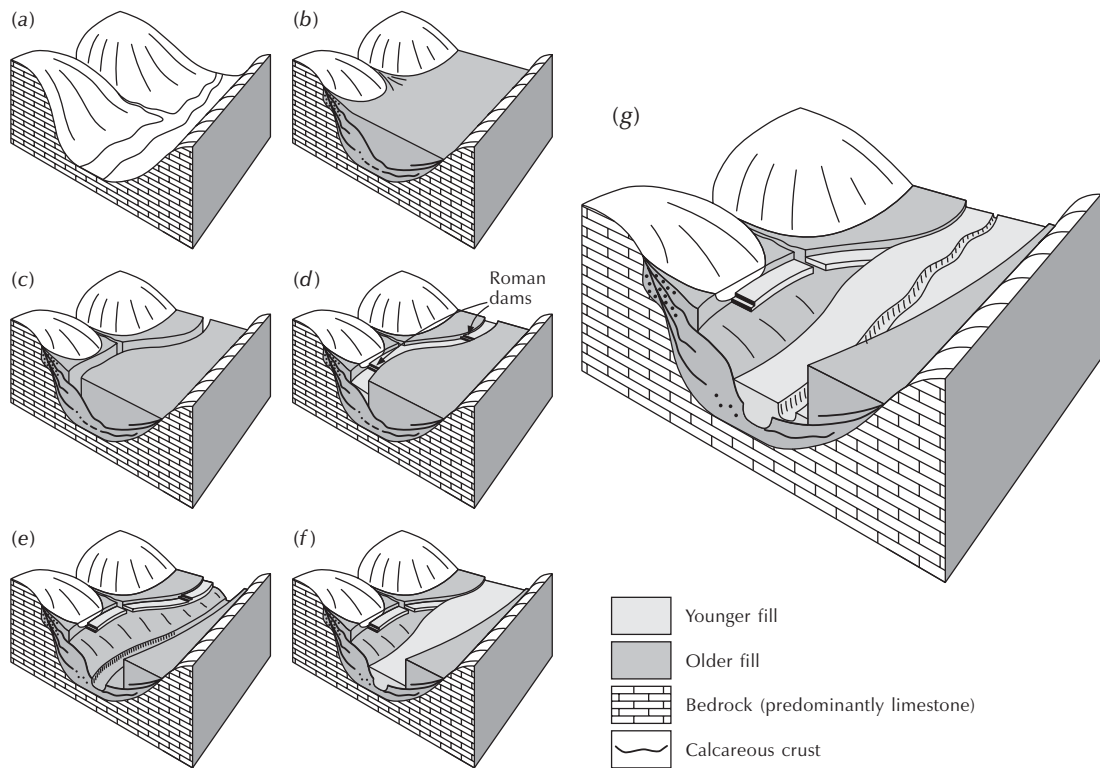 (a)
(b)
(c)
(d)
Roman
dams
(e)
(f)
(g)
Younger fill
Older fill
Bedrock (predominantly limestone)
Calcareous crust